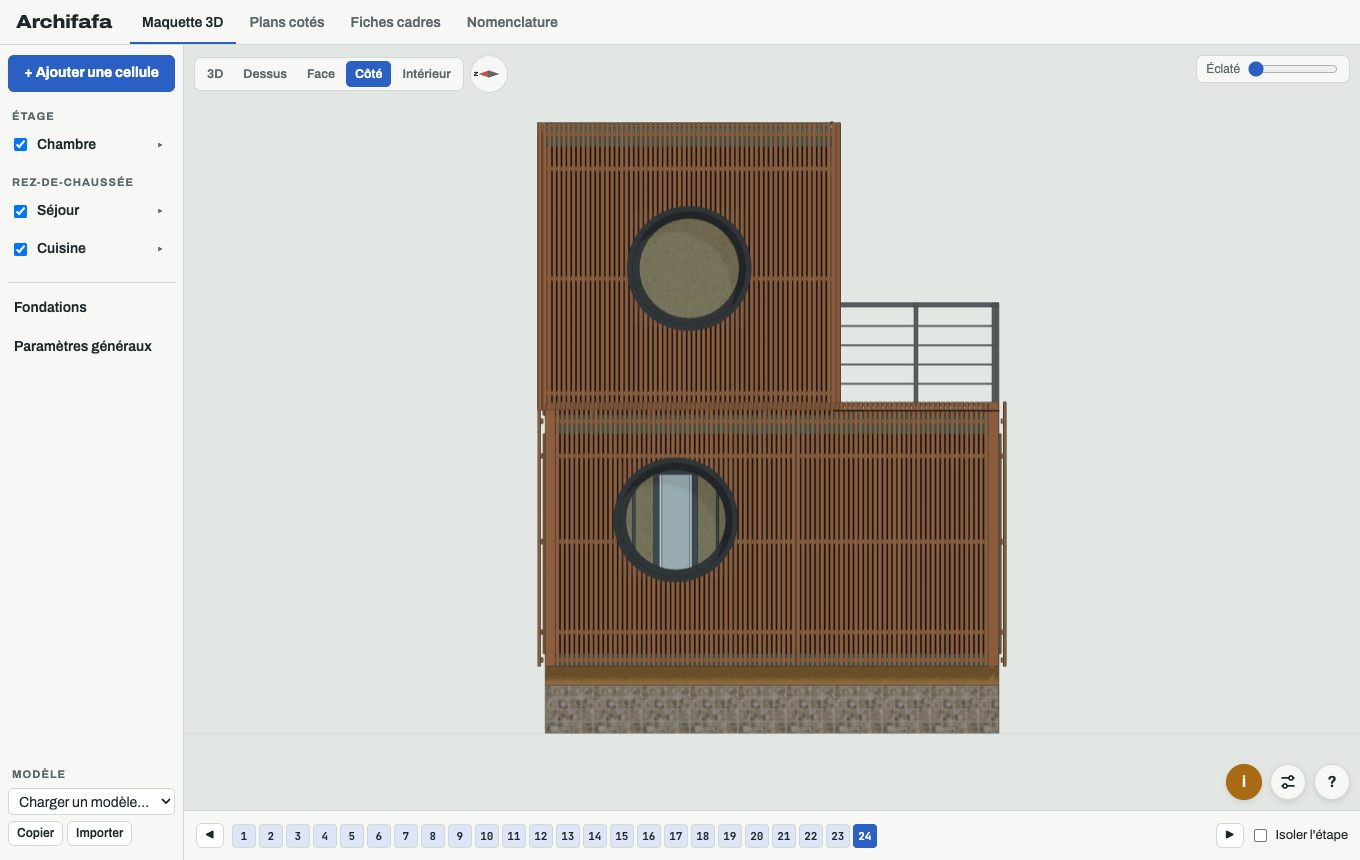 Archifafa
Maquette 3D
Plans cotés
Fiches cadres
Nomenclature
+ Ajouter une cellule
ÉTAGE
Chambre
REZ-DE-CHAUSSÉE
Séjour
Cuisine
Fondations
Paramètres généraux
MODÈLE
Charger un modèle...
Copier
Importer
3D
Dessus
Face
Côté
Intérieur
N
Éclaté
i
?
1 2 3 4 5 6 7 8 9 10 11 12 13 14 15 16 17 18 19 20 21 22 23 24
Isoler l'étape